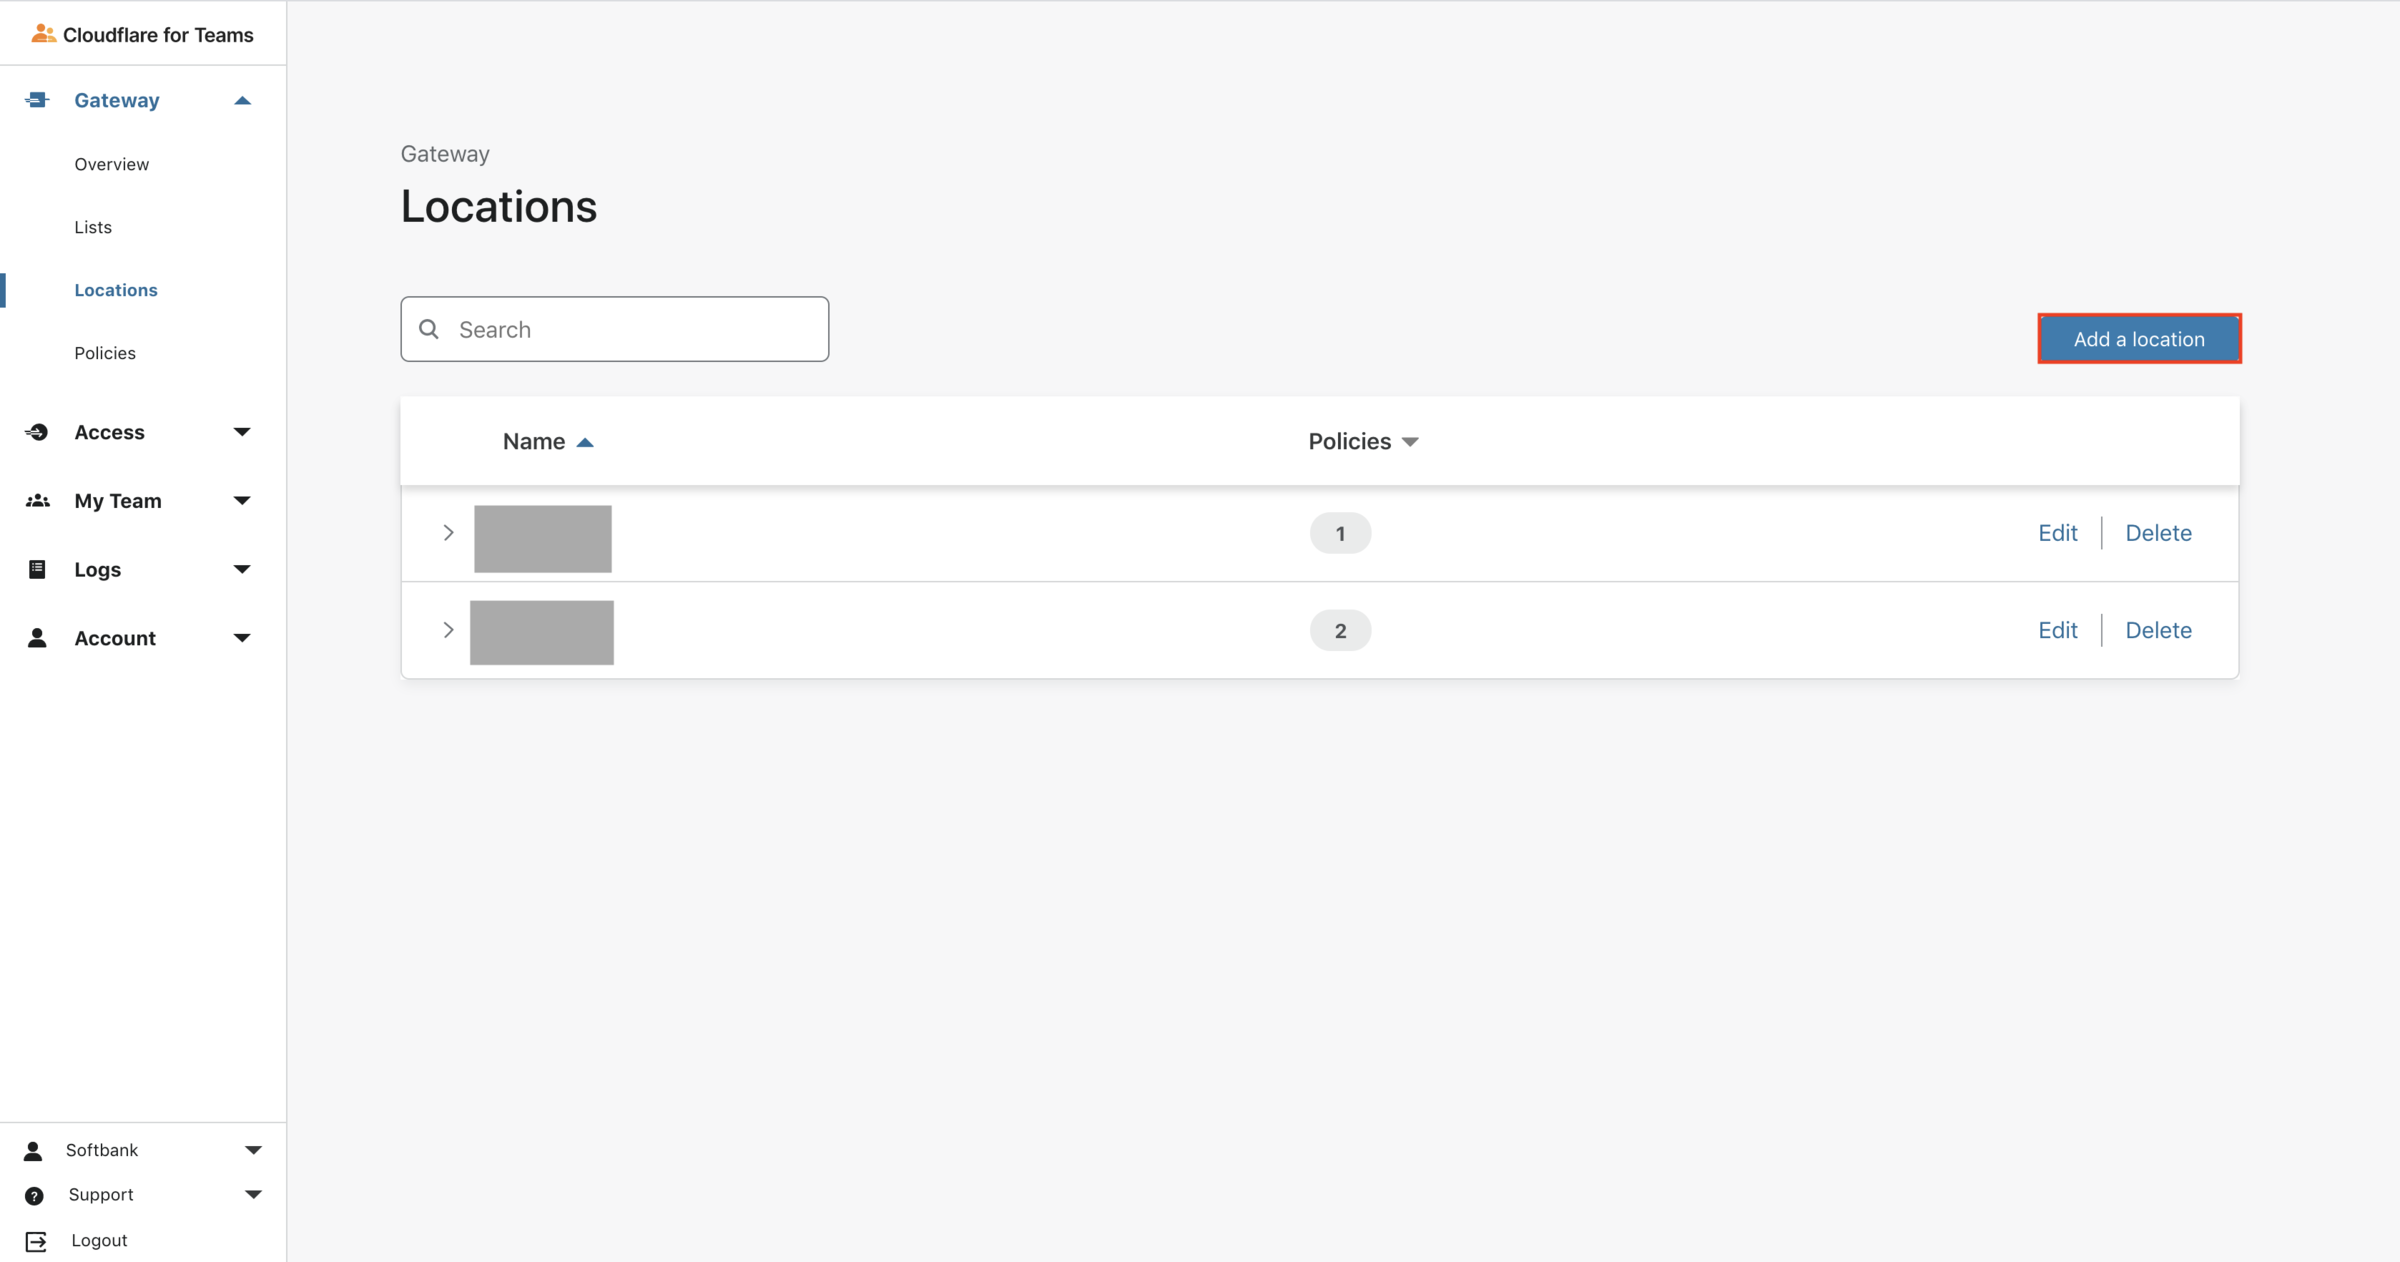 Cloudflare for Teams
Gateway
Overview
Lists
Locations
Policies
Access
My Team
Logs
Account
Softbank
Support
Logout
Gateway
Locations
Search
Add a location
Name
Policies
1
Edit
Delete
2
Edit
Delete